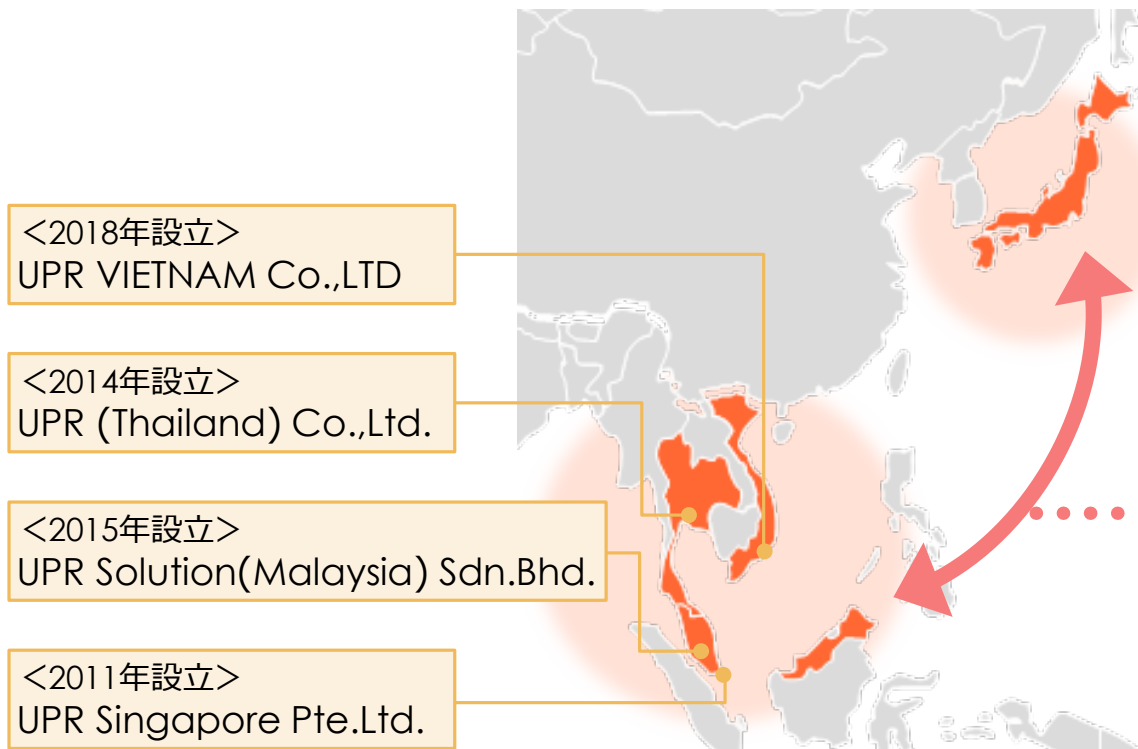 ＜2018年設立＞
UPR VIETNAM Co.,LTD
＜2014年設立＞
UPR (Thailand) Co.,Ltd.
＜2015年設立＞
UPR Solution(Malaysia) Sdn.Bhd.
＜2011年設立＞
UPR Singapore Pte.Ltd.